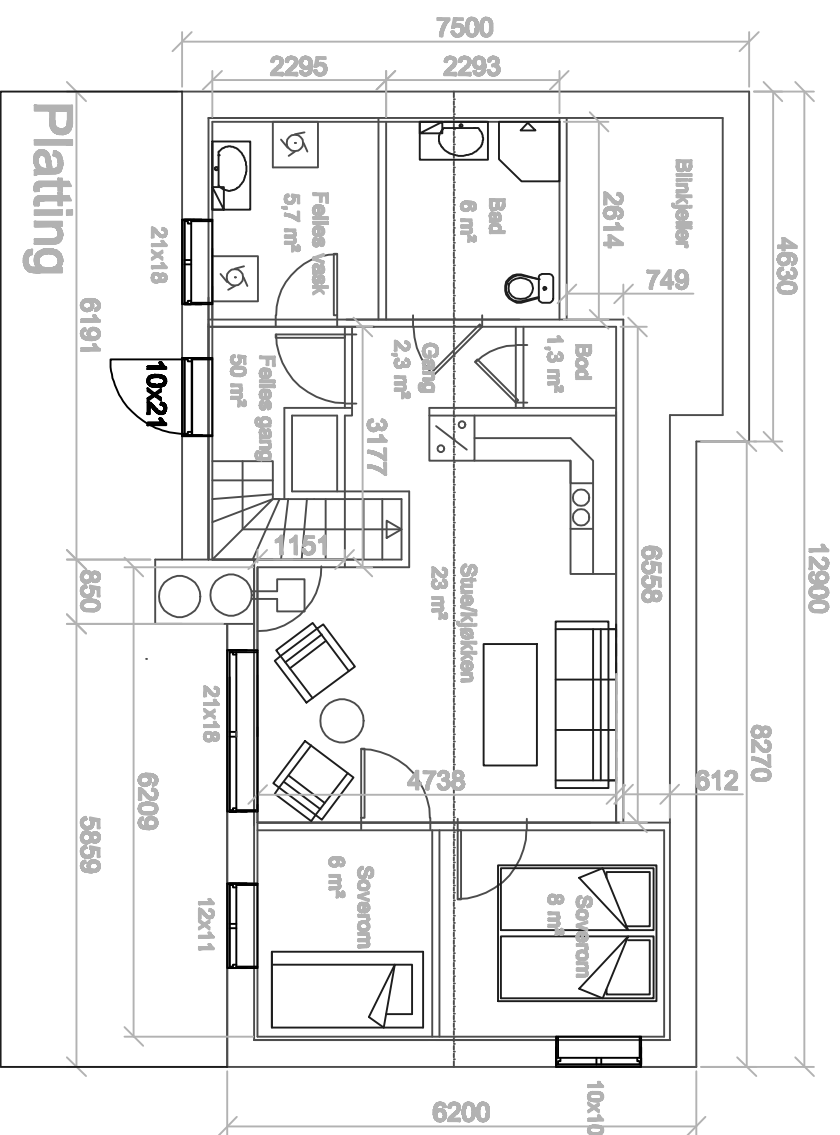 7500
2295
2293
Platting
Blinkjeller
Felles vask
5,7 m²
Bad
6 m²
2614
4630
749
21x18
6191
10x21
Felles gang
50 m²
Gang
2,3 m²
Bod
1,3 m²
3177
1151
850
12900
6558
Stue/kjøkken
23 m²
21x18
8270
612
4738
6209
5859
Soverom
6 m²
Soverom
8 m²
12x11
10x10
6200